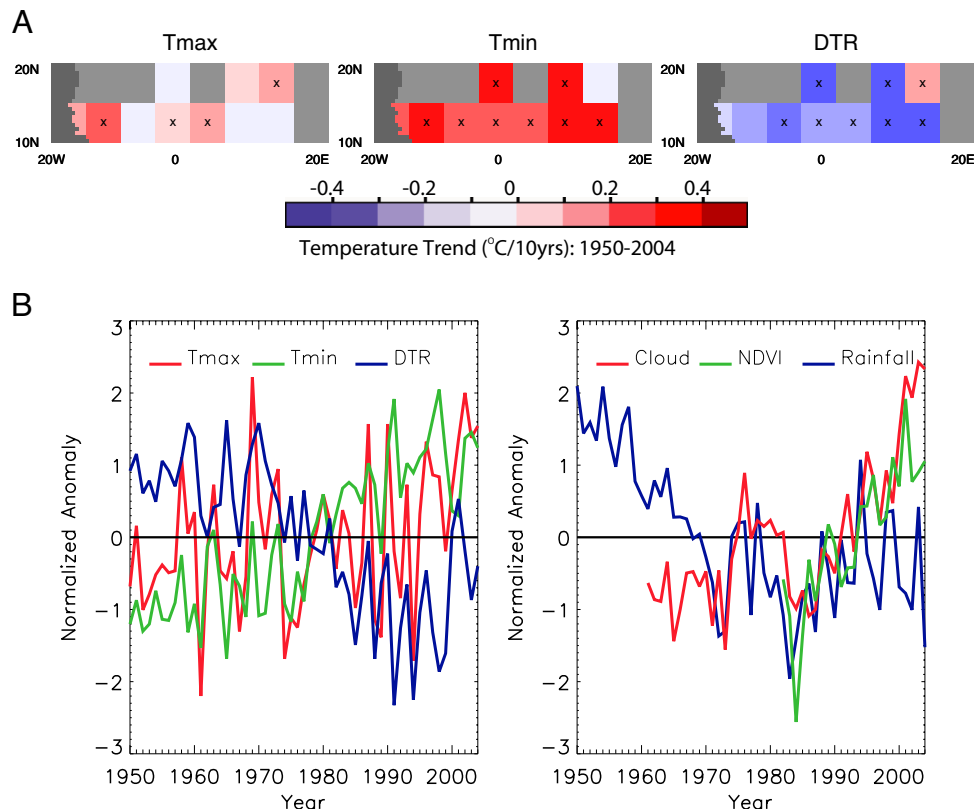 A
Tmax Tmin DTR
20N 20N 20N
x x x x x x
x x x x x x x x x x x x x x
10N 10N 10N
20W 0 20E 20W 0 20E 20W 0 20E
-0.4 -0.2 0 0.2 0.4
Temperature Trend (°C/10yrs): 1950-2004
B
3 3
Tmax Tmin DTR Cloud NDVI Rainfall
2 2
1 1
0 0
−1 −1
−2 −2
−3 −3
Normalized Anomaly Normalized Anomaly
1950 1960 1970 1980 1990 2000 1950 1960 1970 1980 1990 2000
Year Year